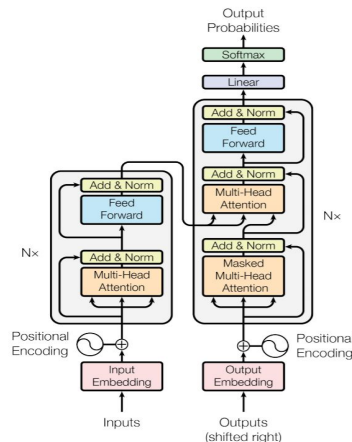 Output
Probabilities
Softmax
Linear
Add & Norm
Feed
Forward
Add & Norm
Multi-Head
Attention
Add & Norm
Masked
Multi-Head
Attention
N×
Add & Norm
Feed
Forward
Add & Norm
Multi-Head
Attention
N×
Positional
Encoding
Input
Embedding
Inputs
Positional
Encoding
Output
Embedding
Outputs
(shifted right)